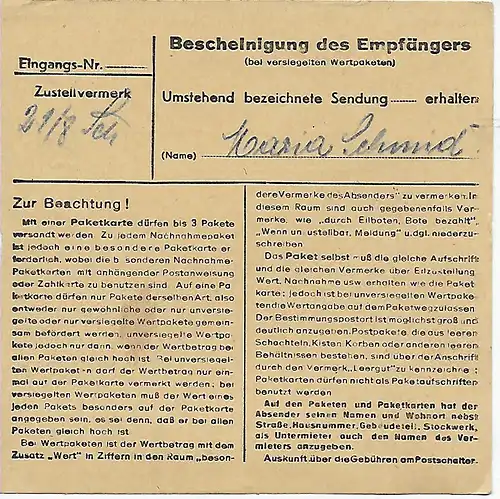 Eingangs-Nr.
Zustellvermerk
21/8
Bescheinigung des Empfängers
(bei versiegelten Wertpaketen)
Umstehend bezeichnete Sendung ...... erhalten
Maria Schmid
(Name)
Zur Beachtung!
Mit einer Paketkarte dürfen bis 3 Pakete
versandt werden. Zu jedem Nachnahmepaket
ist jedoch eine besondere Paketkarte er-
forderlich, wobei die b sonderen Nachnahme-
Paketkarten mit anhängender Postanweisung
oder Zahlkarte zu benutzen sind. Auf eine Pa-
ketkarte dürfen nur Pakete derselben Art, also
entweder nur gewöhnliche oder nur unversie-
gelte oder nur versiegelte Wertpakete gemein-
sam befördert werden, unversiegelte Wertpa-
kete jedoch nur dann, wenn der Wertbetrag bei
allen Paketen gleich hoch ist. Bei unversiegel-
ten Wertpaket n darf der Wertbetrag nur ein-
mal auf der Paketkarte vermerkt werden; bei
versiegelten Wertpaketen muß der Wert eines
jeden Pakets besonders auf der Paketkarte
angegeben sein, es sei denn, daß er bei allen
Paketen gleich hoch ist.
Bei Wertpaketen ist der Wertbetrag mit dem
Zusatz „Wert" in Ziffern in den Raum „beson-
dere Vermerke des Absenders" zu vermerken. In
diesem Raum sind auch gegebenenfalls Ver-
merke, wie „durch Eilboten, Bote bezahlt",
„Wenn un ustellbar, Meldung" u.dgl. niederzu-
schreiben
Das Paket selbst muß die gleiche Aufschrift
und die gleichen Vermerke über Eilzustellung
Wert, Nachnahme usw. erhalten wie die Paket-
karte; jedoch ist bei unversiegelten Wertpake-
ten die Wertangabe auf dem Paket wegzulassen.
Der Bestimmungspostort ist möglichst groß und
deutlich anzugeben. Postpakete, die aus leeren
Schachteln, Kisten, Körben oder anderen leeren
Behältnissen bestehen, sind über der Anschrift
durch den Vermerk „Leergut" zu kennzeichne;
Paketkarten dürfen nicht als Paketaufschriften
benutzt werden
Auf den Paketen und Paketkarten hat der
Absender seinen Namen und Wohnort nebst
Straße, Hausnummer, Gebäudeteil, Stockwerk,
als Untermieter auch den Namen des Ver-
mieters anzugeben.
Auskunft über die Gebühren am Postschalter.